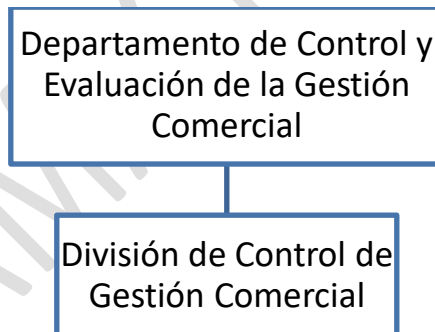 Departamento de Control y
Evaluación de la Gestión
Comercial
División de Control de
Gestión Comercial